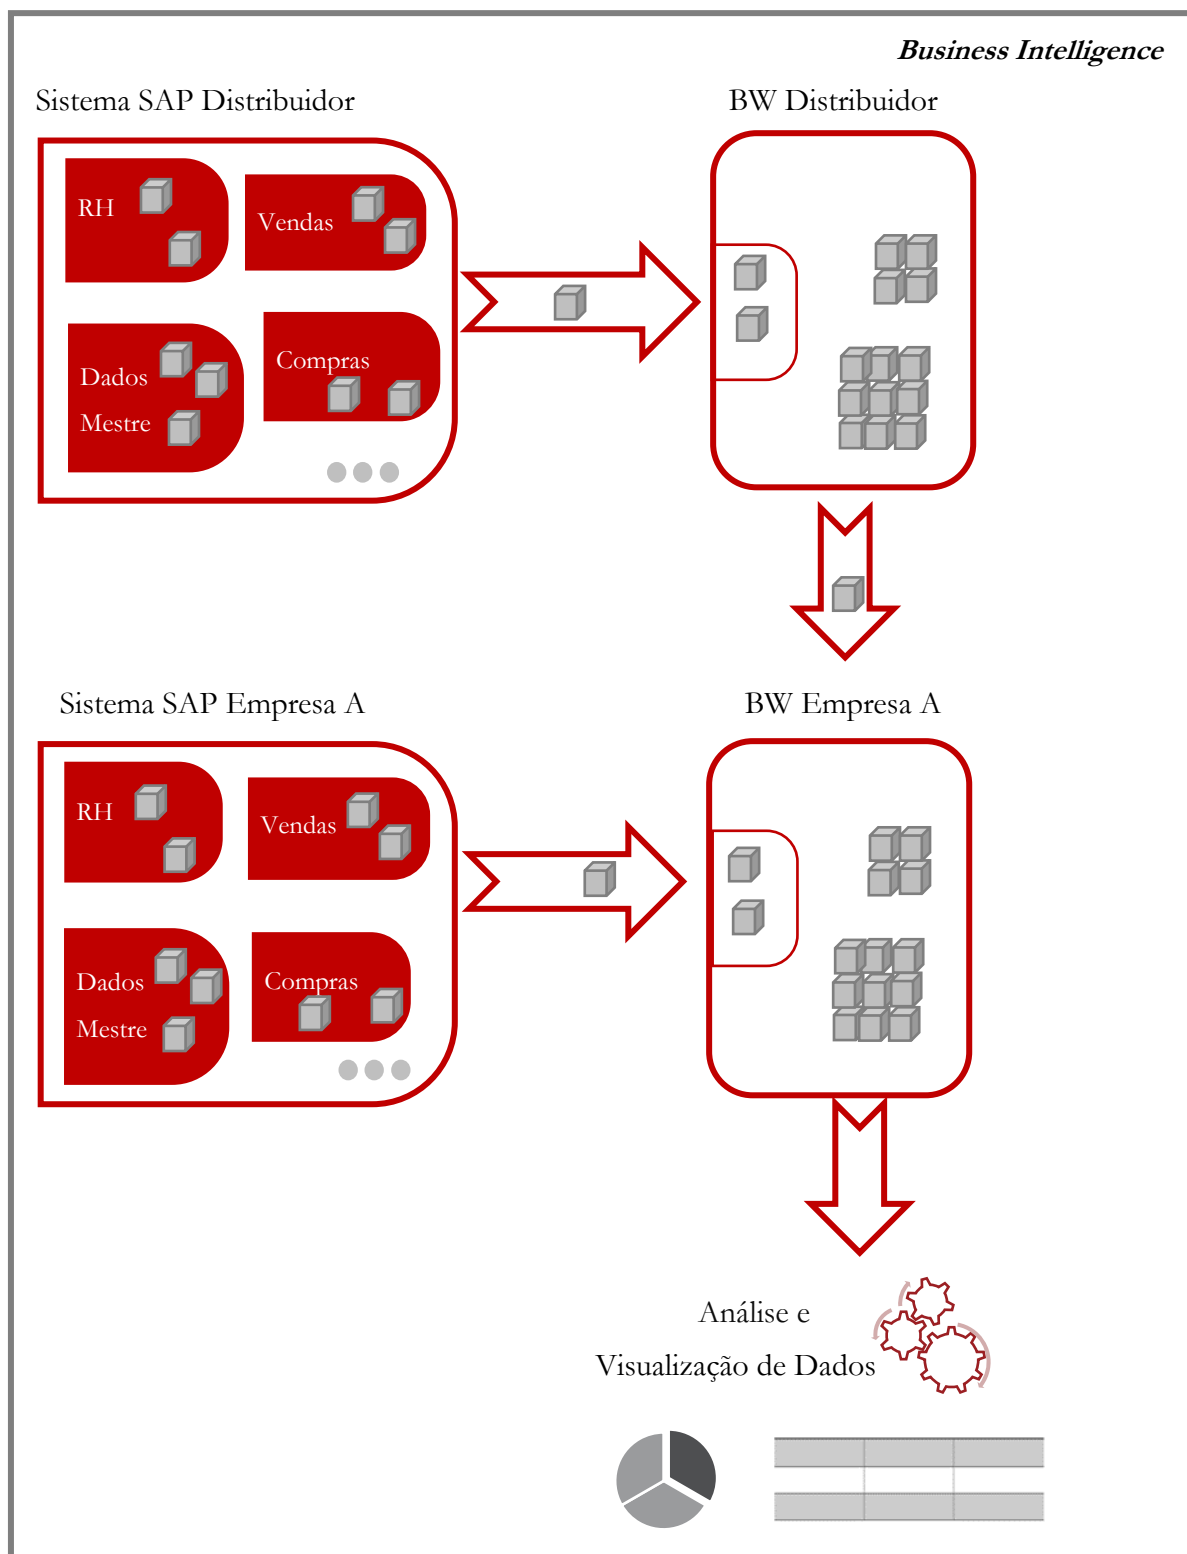 Business Intelligence
Sistema SAP Distribuidor
BW Distribuidor
RH
Vendas
Dados
Mestre
Compras
Sistema SAP Empresa A
BW Empresa A
RH
Vendas
Dados
Mestre
Compras
Análise e
Visualização de Dados